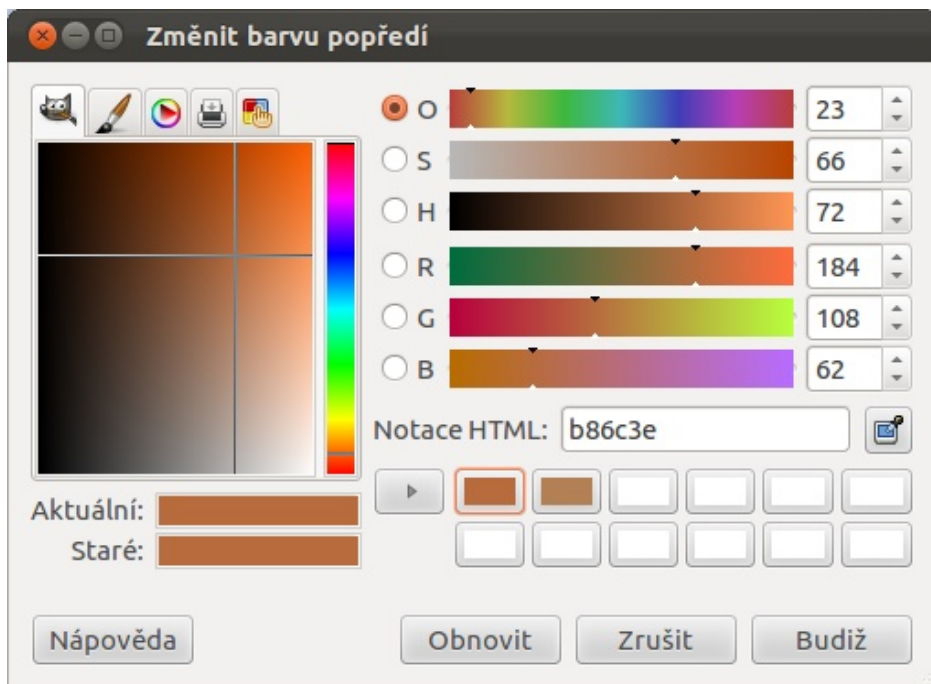 Změnit barvu popředí
O 23
S 66
H 72
R 184
G 108
B 62
Notace HTML: b86c3e
Aktuální:
Staré:
Nápověda Obnovit Zrušit Budiž